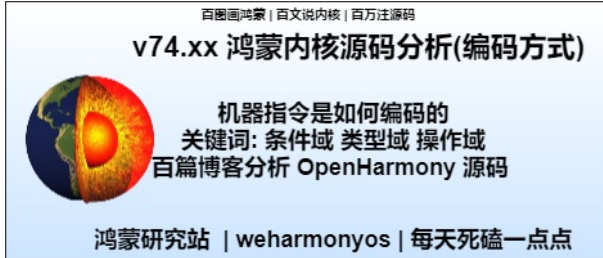 百图画鸿蒙 | 百文说内核 | 百万注源码
v74.xx 鸿蒙内核源码分析(编码方式)
机器指令是如何编码的
关键词: 条件域 类型域 操作域
百篇博客分析 OpenHarmony 源码
鸿蒙研究站 | weharmonyos | 每天死磕一点点